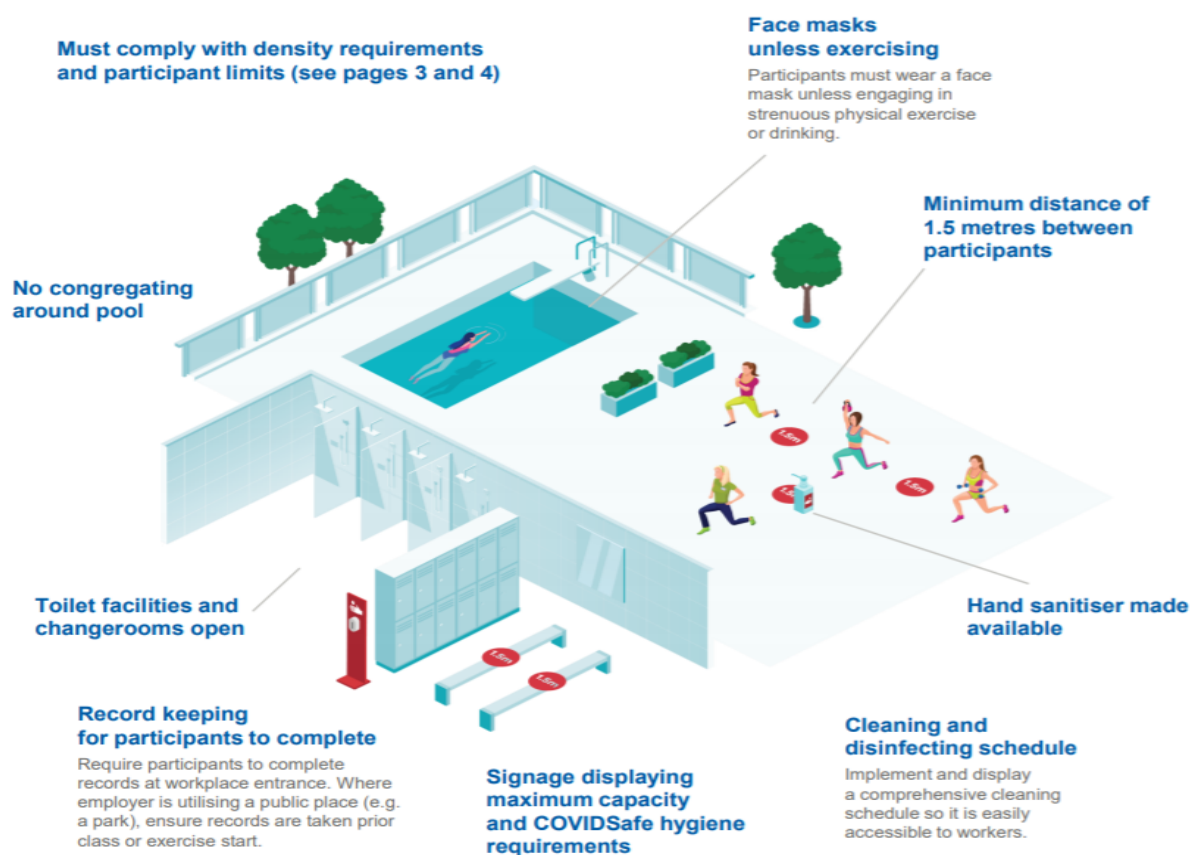 Must comply with density requirements
and participant limits (see pages 3 and 4)
Face masks
unless exercising
Participants must wear a face
mask unless engaging in
strenuous physical exercise
or drinking.
Minimum distance of
1.5 metres between
participants
No congregating
around pool
1.5m
1.5m
Toilet facilities and
changerooms open
Hand sanitiser made
available
1.5m
1.5m
Record keeping
for participants to complete
Require participants to complete
records at workplace entrance. Where
employer is utilising a public place (e.g.
a park), ensure records are taken prior
class or exercise start.
Signage displaying
maximum capacity
and COVIDSafe hygiene
requirements
Cleaning and
disinfecting schedule
Implement and display
a comprehensive cleaning
schedule so it is easily
accessible to workers.